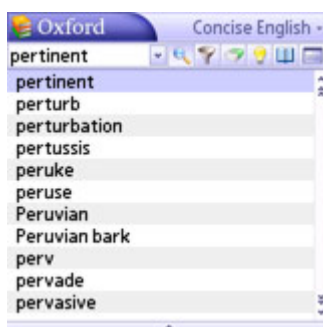 Oxford Concise English
pertinent
pertinent
perturb
perturbation
pertussis
peruke
peruse
Peruvian
Peruvian bark
perv
pervade
pervasive